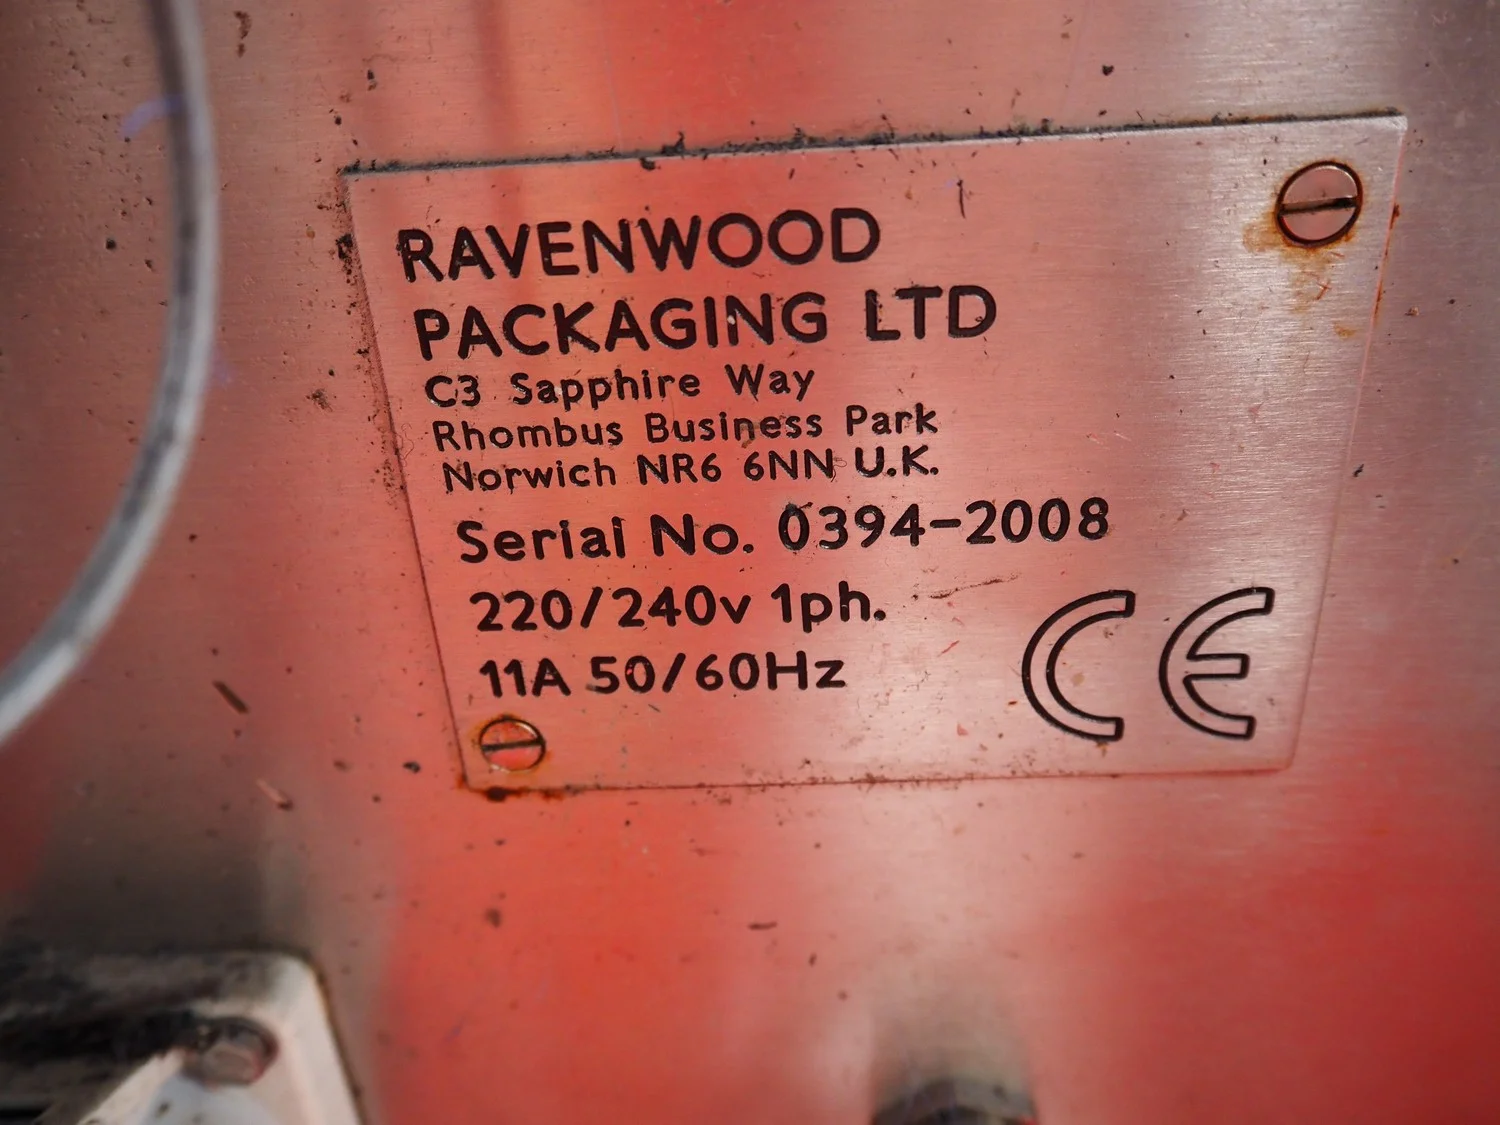 RAVENWOOD
PACKAGING LTD
C3 Sapphire Way
Rhombus Business Park
Norwich NR6 6NN U.K.
Serial No. 0394-2008
220/240v 1ph.
11A 50/60Hz
CE